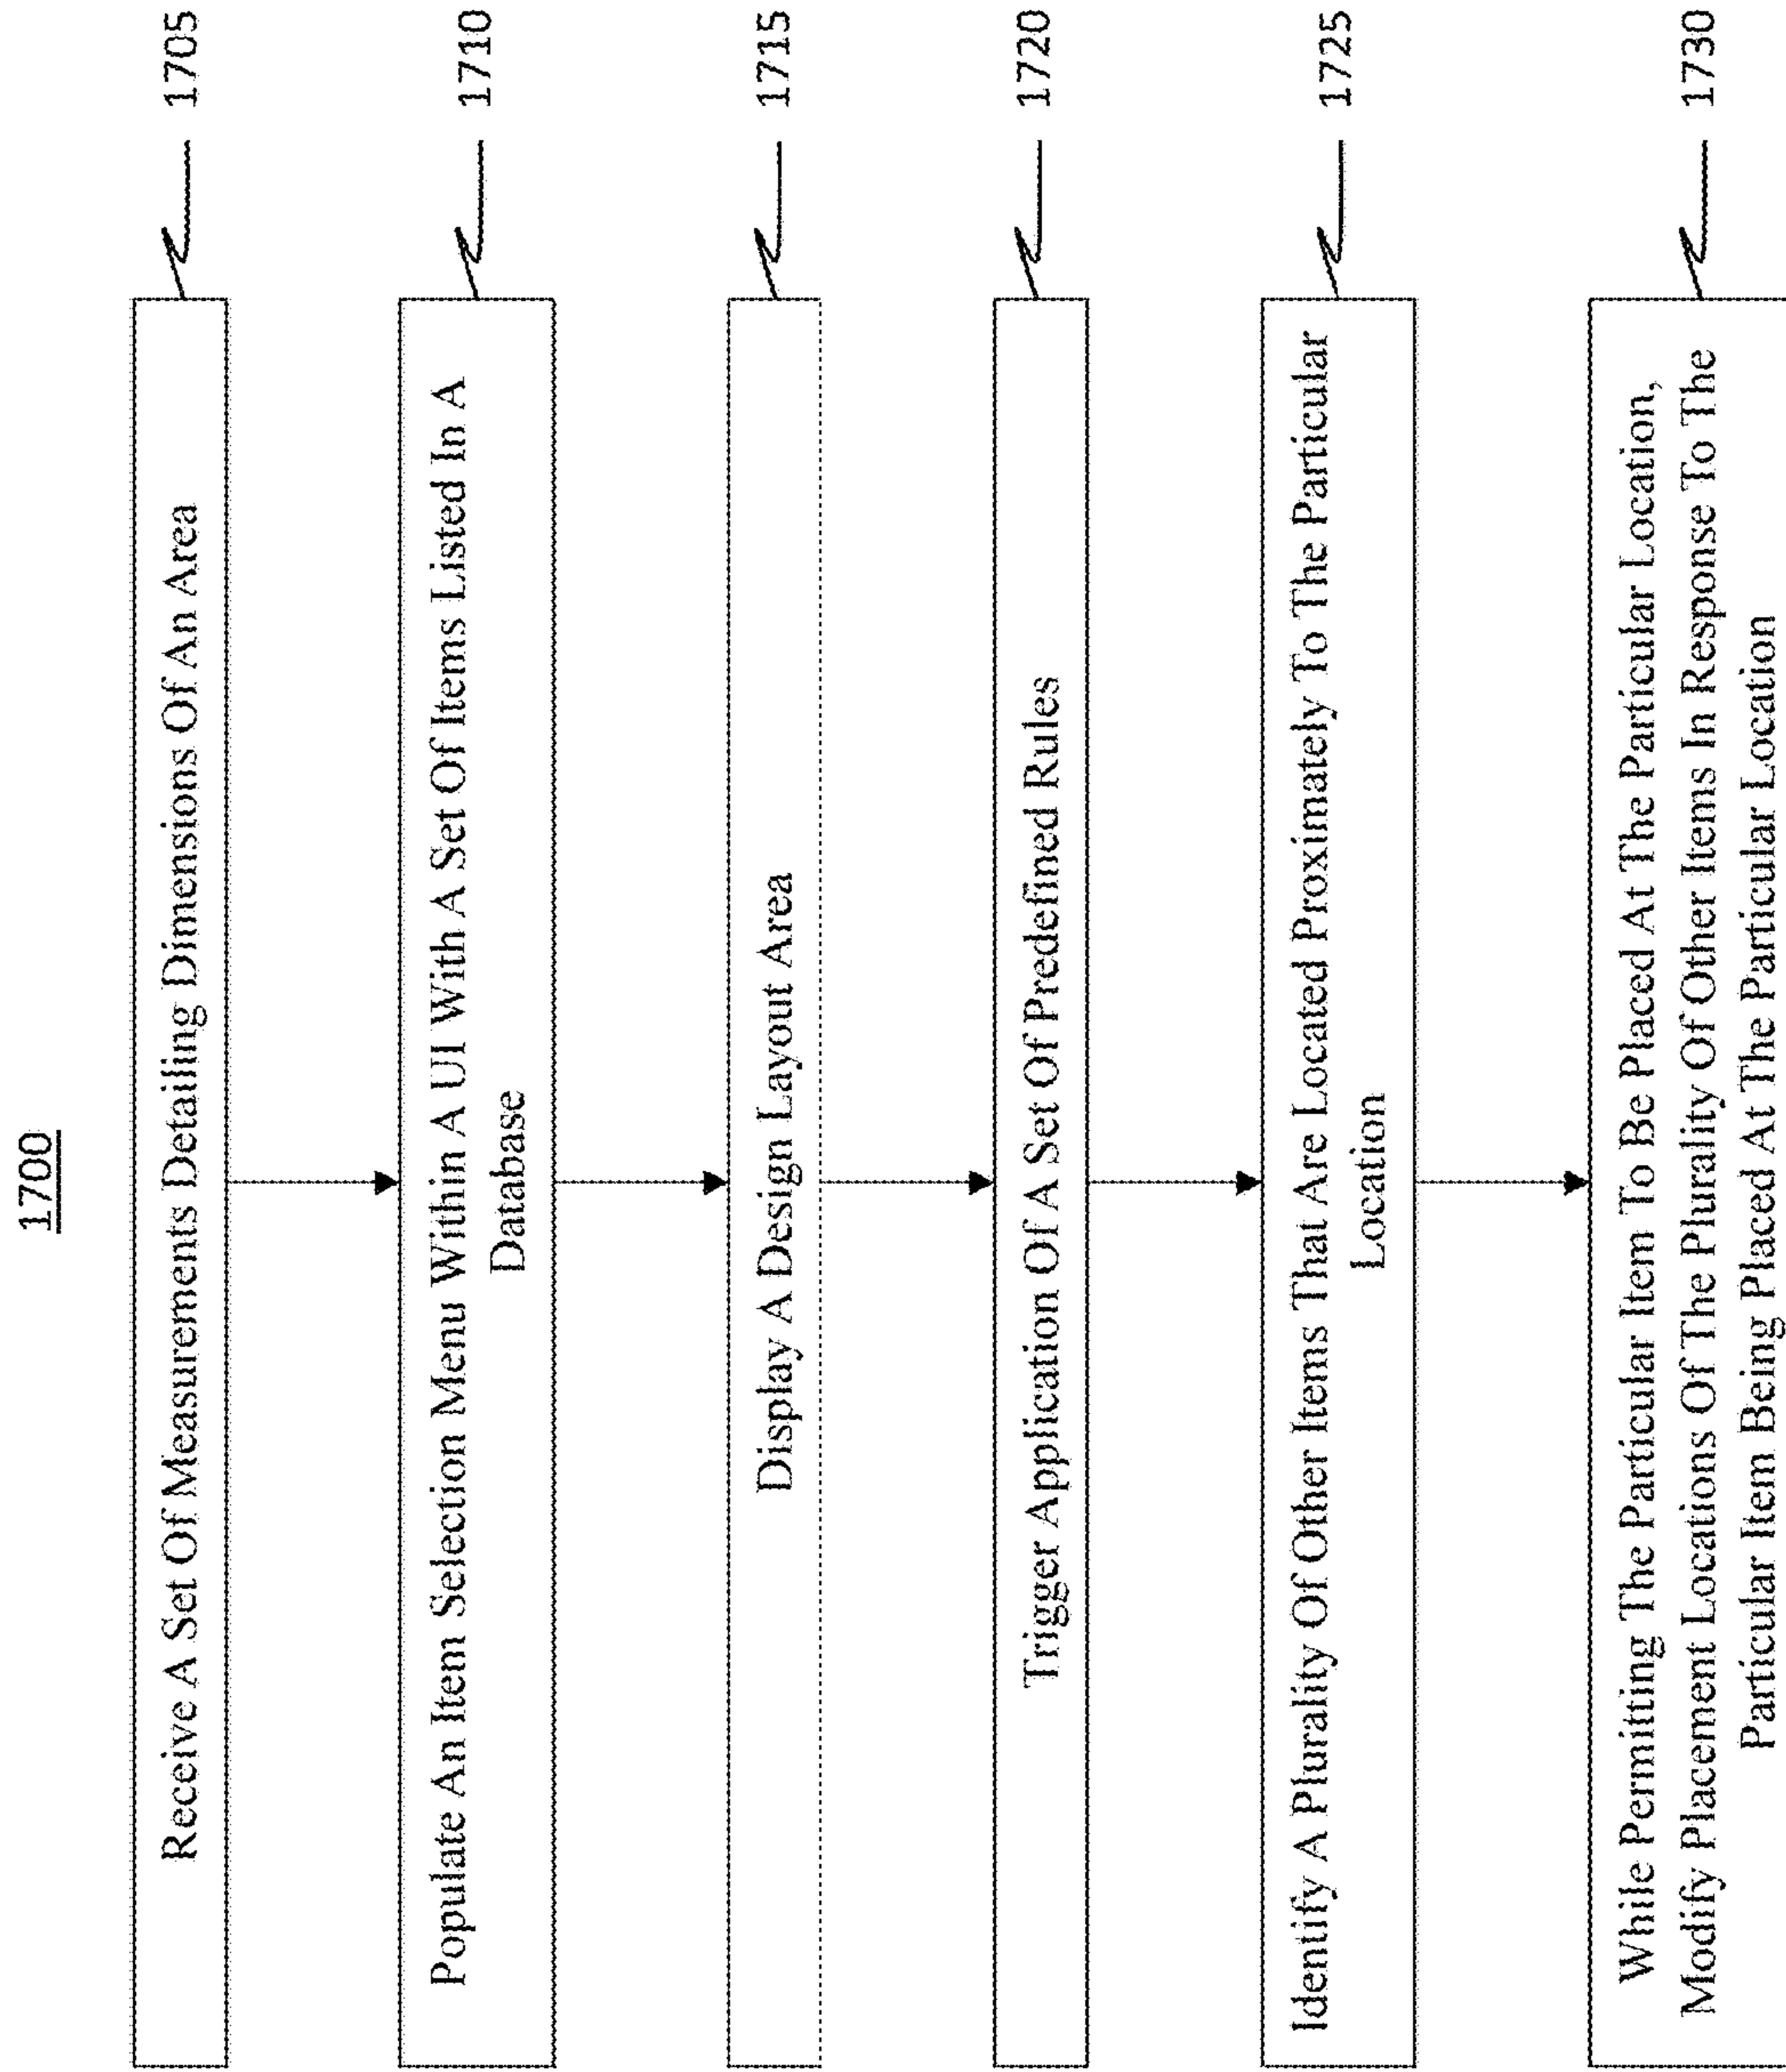 1700
Receive A Set Of Measurements Detailing Dimensions Of An Area
1705
Populate An Item Selection Menu Within A UI With A Set Of Items Listed In A
Database
1710
Display A Design Layout Area
1715
Trigger Application Of A Set Of Predefined Rules
1720
Identify A Plurality Of Other Items That Are Located Proximately To The Particular
Location
1725
While Permitting The Particular Item To Be Placed At The Particular Location,
Modify Placement Locations Of The Plurality Of Other Items In Response To The
Particular Item Being Placed At The Particular Location
1730